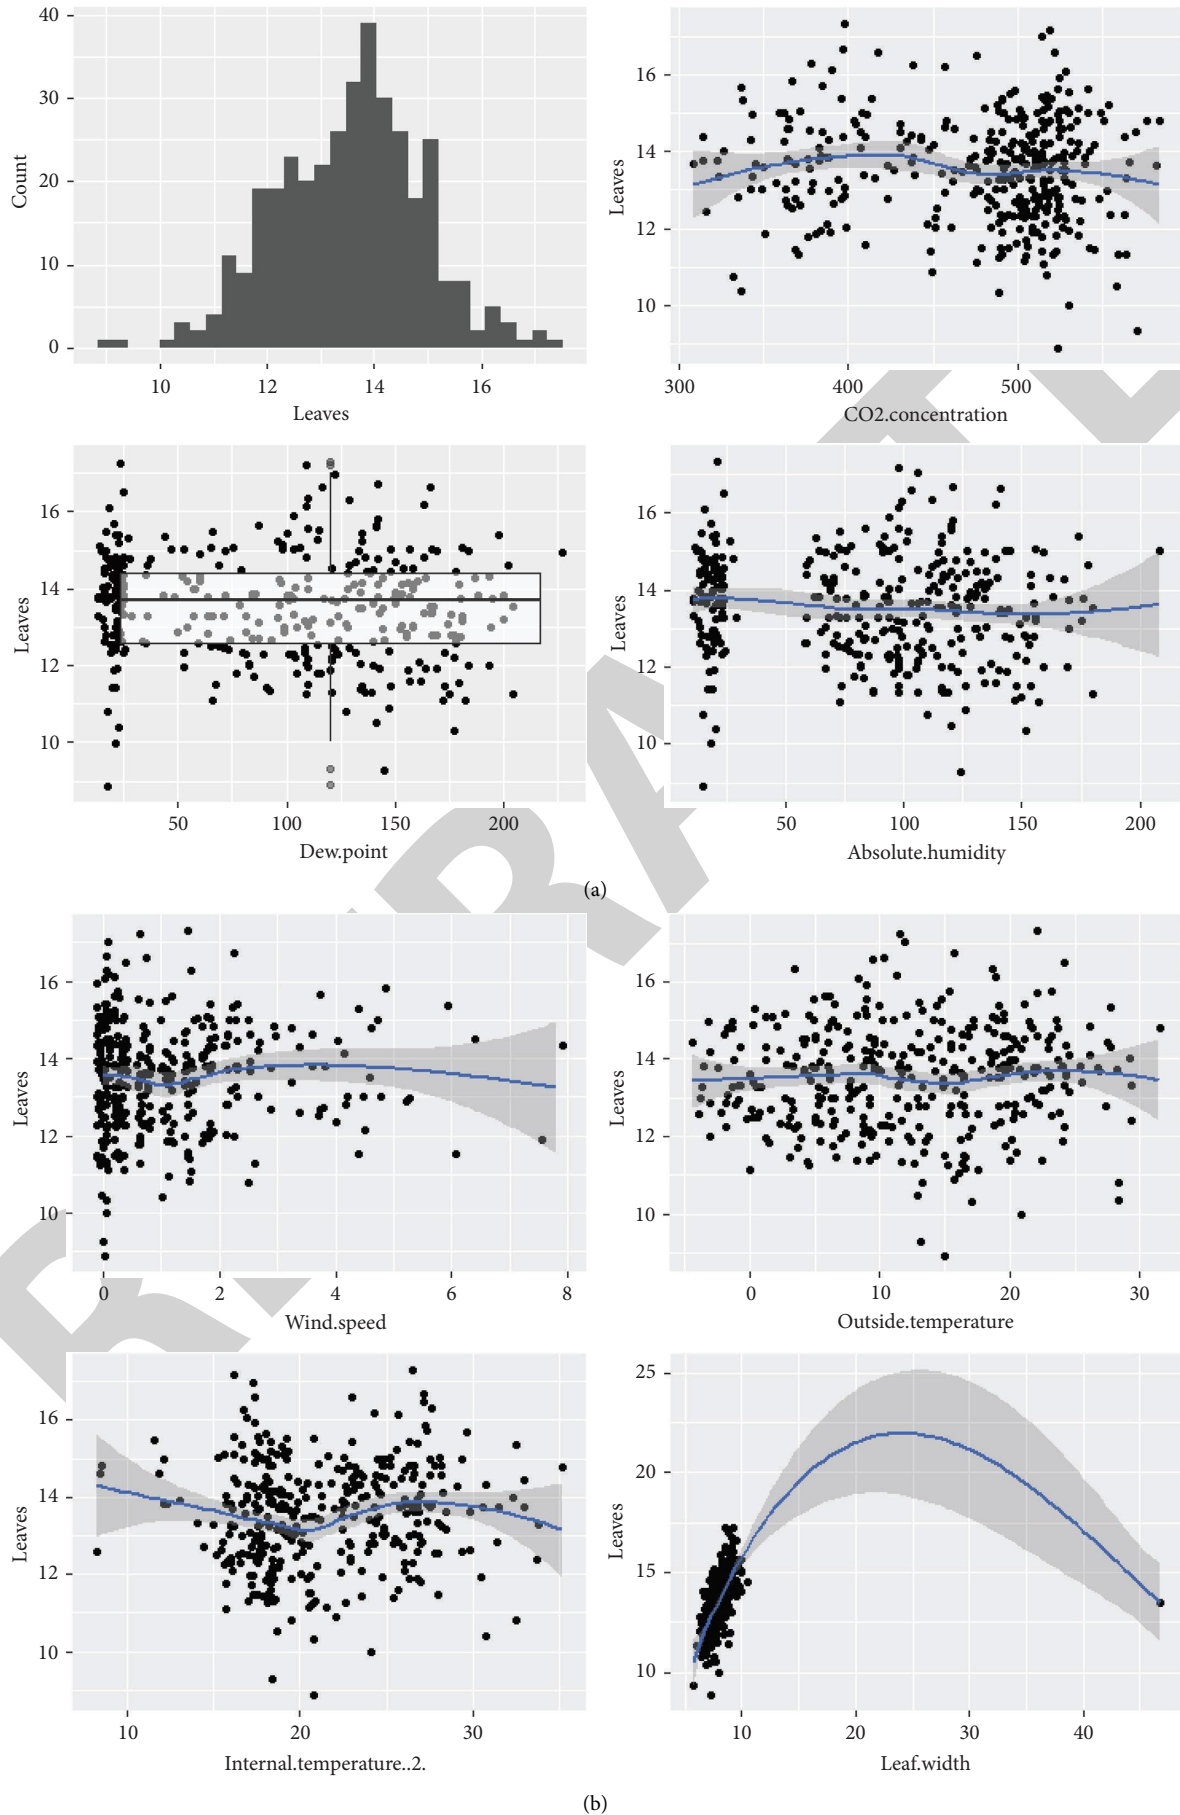 40
30
20
10
0
Count
10 12 14 16
Leaves
16
14
12
10
Leaves
300 400 500
CO2.concentration
16
14
12
10
Leaves
50 100 150 200
Dew.point
16
14
12
10
Leaves
50 100 150 200
Absolute.humidity
(a)
16
14
12
10
Leaves
0 2 4 6 8
Wind.speed
16
14
12
10
Leaves
0 10 20 30
Outside.temperature
16
14
12
10
Leaves
10 20 30
Internal.temperature..2.
25
20
15
10
Leaves
10 20 30 40
Leaf.width
(b)